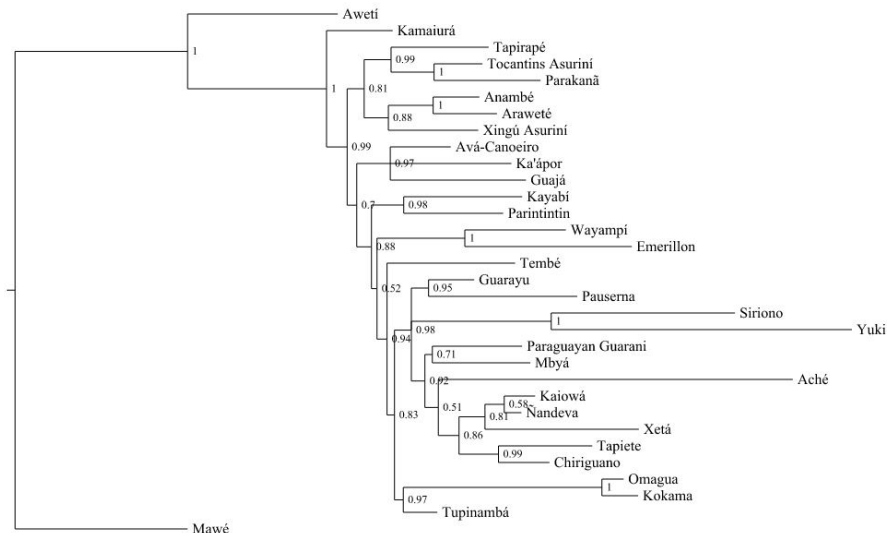 Awetí
Kamaiurá
Tapirapé
0.99
Tocantins Asuriní
1
1
Parakanã
0.81
1
Anambé
1
Araweté
0.88
Xingú Asuriní
0.99
Avá-Canoeiro
0.97
Ka'ápor
Guajá
Kayabí
0.7
0.98
Parintintin
Wayampí
1
0.88
Emerillon
Tembé
Guarayu
0.52
0.95
Pauserna
Siriono
1
0.98
Yuki
0.94
Paraguayan Guarani
0.71
Mbyá
0.92
Aché
Kaiowá
0.58
0.51
Ñandeva
0.83
0.81
Xetá
0.86
Tapiete
0.99
Chiriguano
Omagua
1
0.97
Kokama
Tupinambá
Mawé